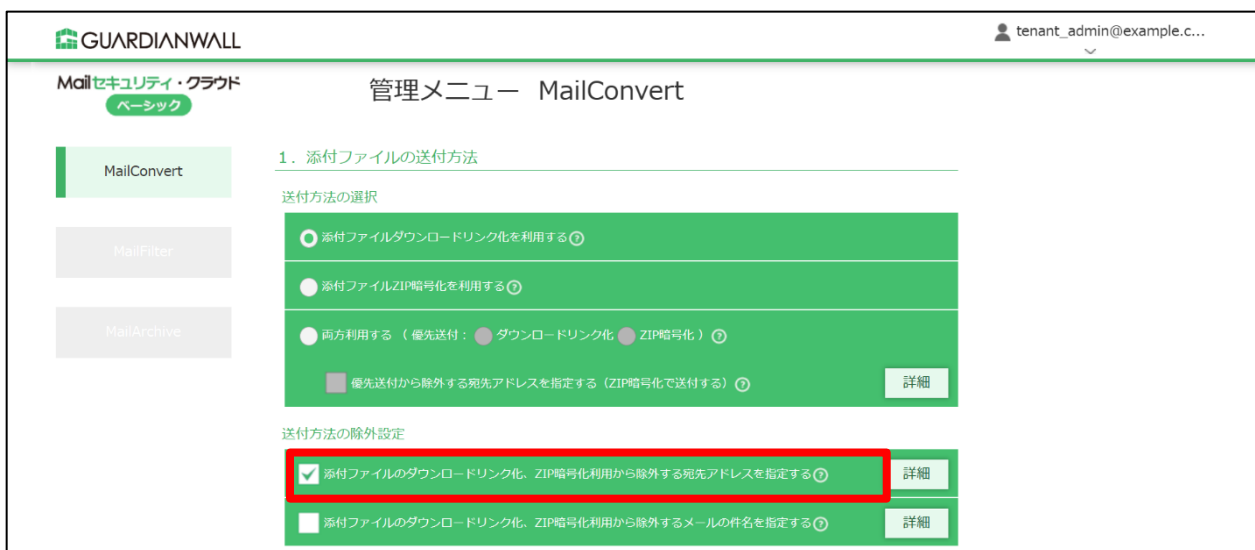 GUARDIANWALL
tenant_admin@example.c...
Mailセキュリティ・クラウド
ベーシック
管理メニュー MailConvert
MailConvert
MailFilter
MailArchive
1. 添付ファイルの送付方法
送付方法の選択
添付ファイルダウンロードリンク化を利用する?
添付ファイルZIP暗号化を利用する?
両方利用する ( 優先送付: ダウンロードリンク化 ZIP暗号化 ) ?
優先送付から除外する宛先アドレスを指定する (ZIP暗号化で送付する) ? 詳細
送付方法の除外設定
添付ファイルのダウンロードリンク化、ZIP暗号化利用から除外する宛先アドレスを指定する? 詳細
添付ファイルのダウンロードリンク化、ZIP暗号化利用から除外するメールの件名を指定する? 詳細